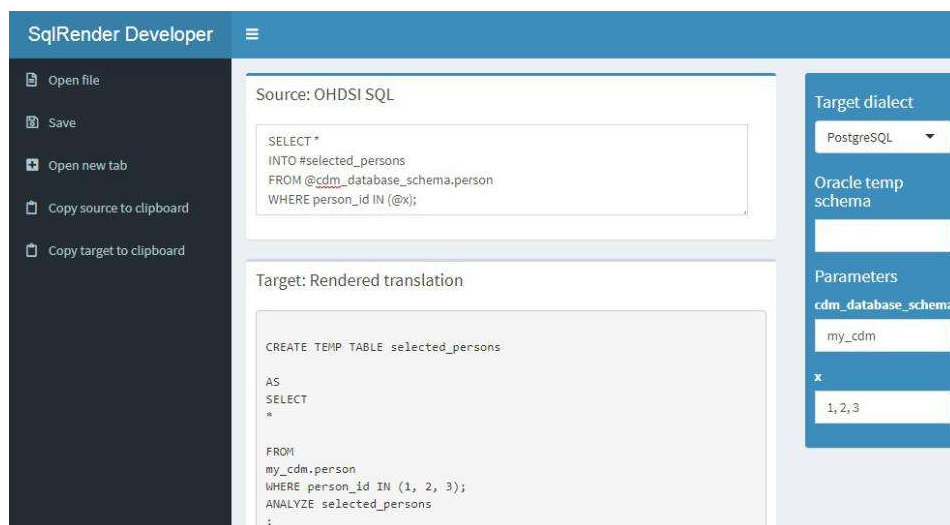 SqlRender Developer
Open file
Save
Open new tab
Copy source to clipboard
Copy target to clipboard
Source: OHDSI SQL
SELECT *
INTO #selected_persons
FROM @cdm_database_schema.person
WHERE person_id IN (@x);
Target: Rendered translation
CREATE TEMP TABLE selected_persons
AS
SELECT
*
FROM
my_cdm.person
WHERE person_id IN (1, 2, 3);
ANALYZE selected_persons
;
Target dialect
PostgreSQL
Oracle temp
schema
Parameters
cdm_database_schema
my_cdm
x
1, 2, 3